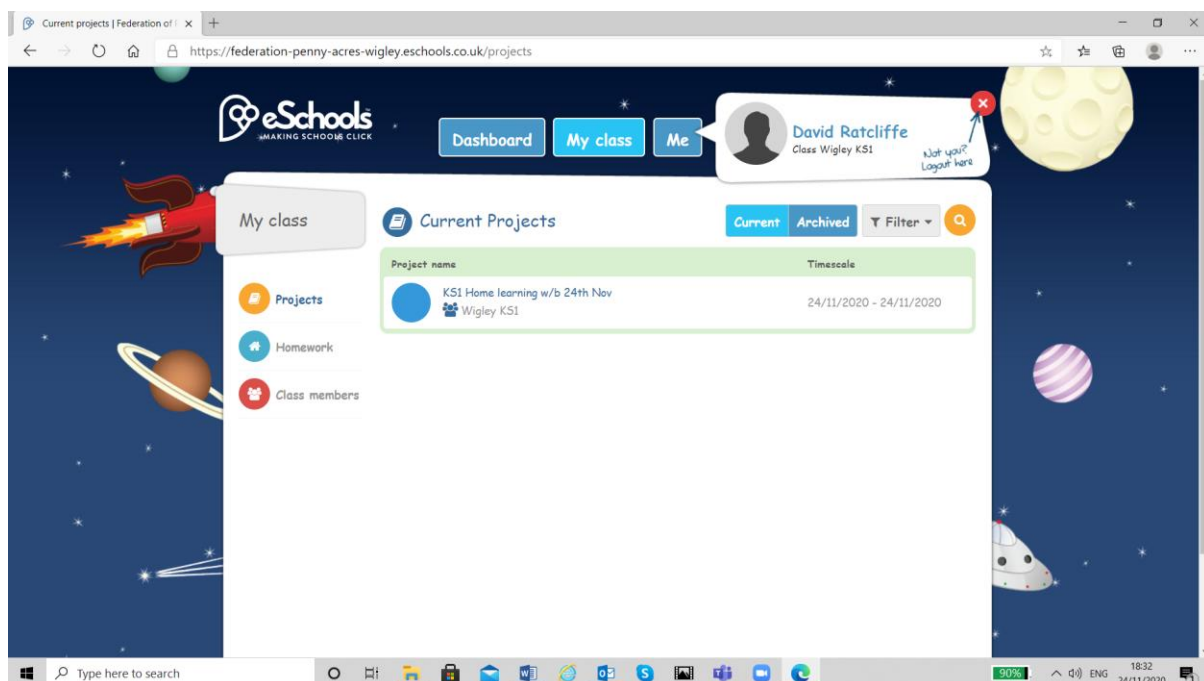 Current projects | Federation of
https://federation-penny-acres-wigley.eschools.co.uk/projects
eSchools
MAKING SCHOOLS CLICK
Dashboard
My class
Me
David Ratcliffe
Class Wigley KS1
Not you?
Logout here
My class
Projects
Homework
Class members
Current Projects
Current
Archived
Filter
Project name
Timescale
KS1 Home learning w/b 24th Nov
Wigley KS1
24/11/2020 - 24/11/2020
Type here to search
90%
ENG
18:32
24/11/2020